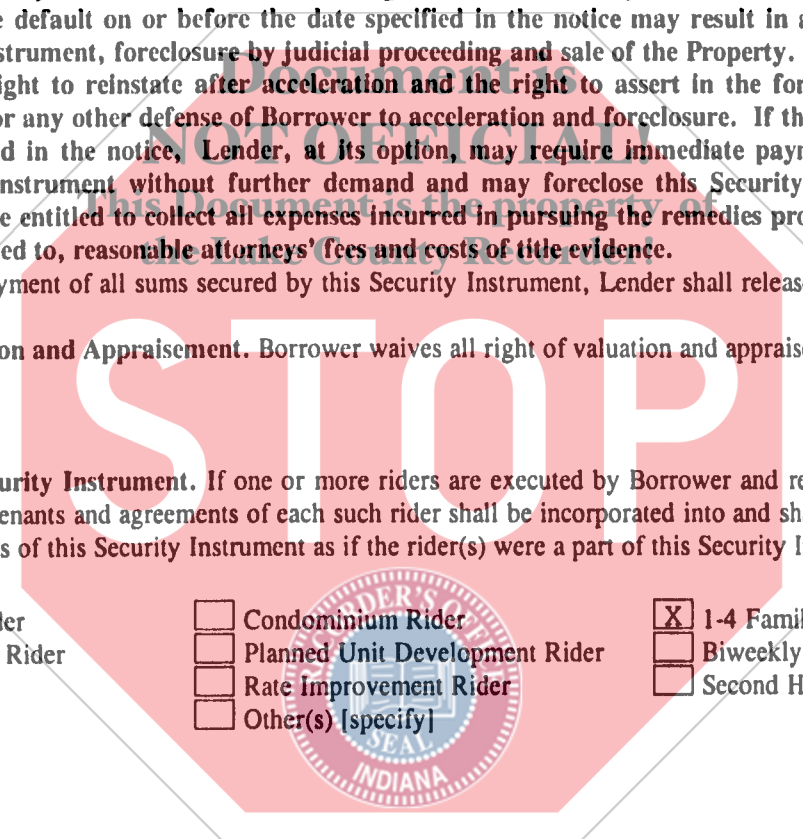 e default on or before the date specified in the notice may result in a
strument, foreclosure by judicial proceeding and sale of the Property.
Document is
ight to reinstate after acceleration and the right to assert in the for
or any other defense of Borrower to acceleration and foreclosure. If th
NOT OFFICIAL!
d in the notice, Lender, at its option, may require immediate payn
nstrument without further demand and may foreclose this Security
This Document is the property of
e entitled to collect all expenses incurred in pursuing the remedies pro
the Lake County Recorder!
ed to, reasonable attorneys' fees and costs of title evidence.
yment of all sums secured by this Security Instrument, Lender shall releas
STOP
on and Appraisement. Borrower waives all right of valuation and appraise
urity Instrument. If one or more riders are executed by Borrower and re
enants and agreements of each such rider shall be incorporated into and sh
s of this Security Instrument as if the rider(s) were a part of this Security I
der
Rider
Condominium Rider
Planned Unit Development Rider
Rate Improvement Rider
Other(s) [specify]
X 1-4 Famil
Biweekly
Second H
RECORDER'S OFFI
SEAL
INDIANA